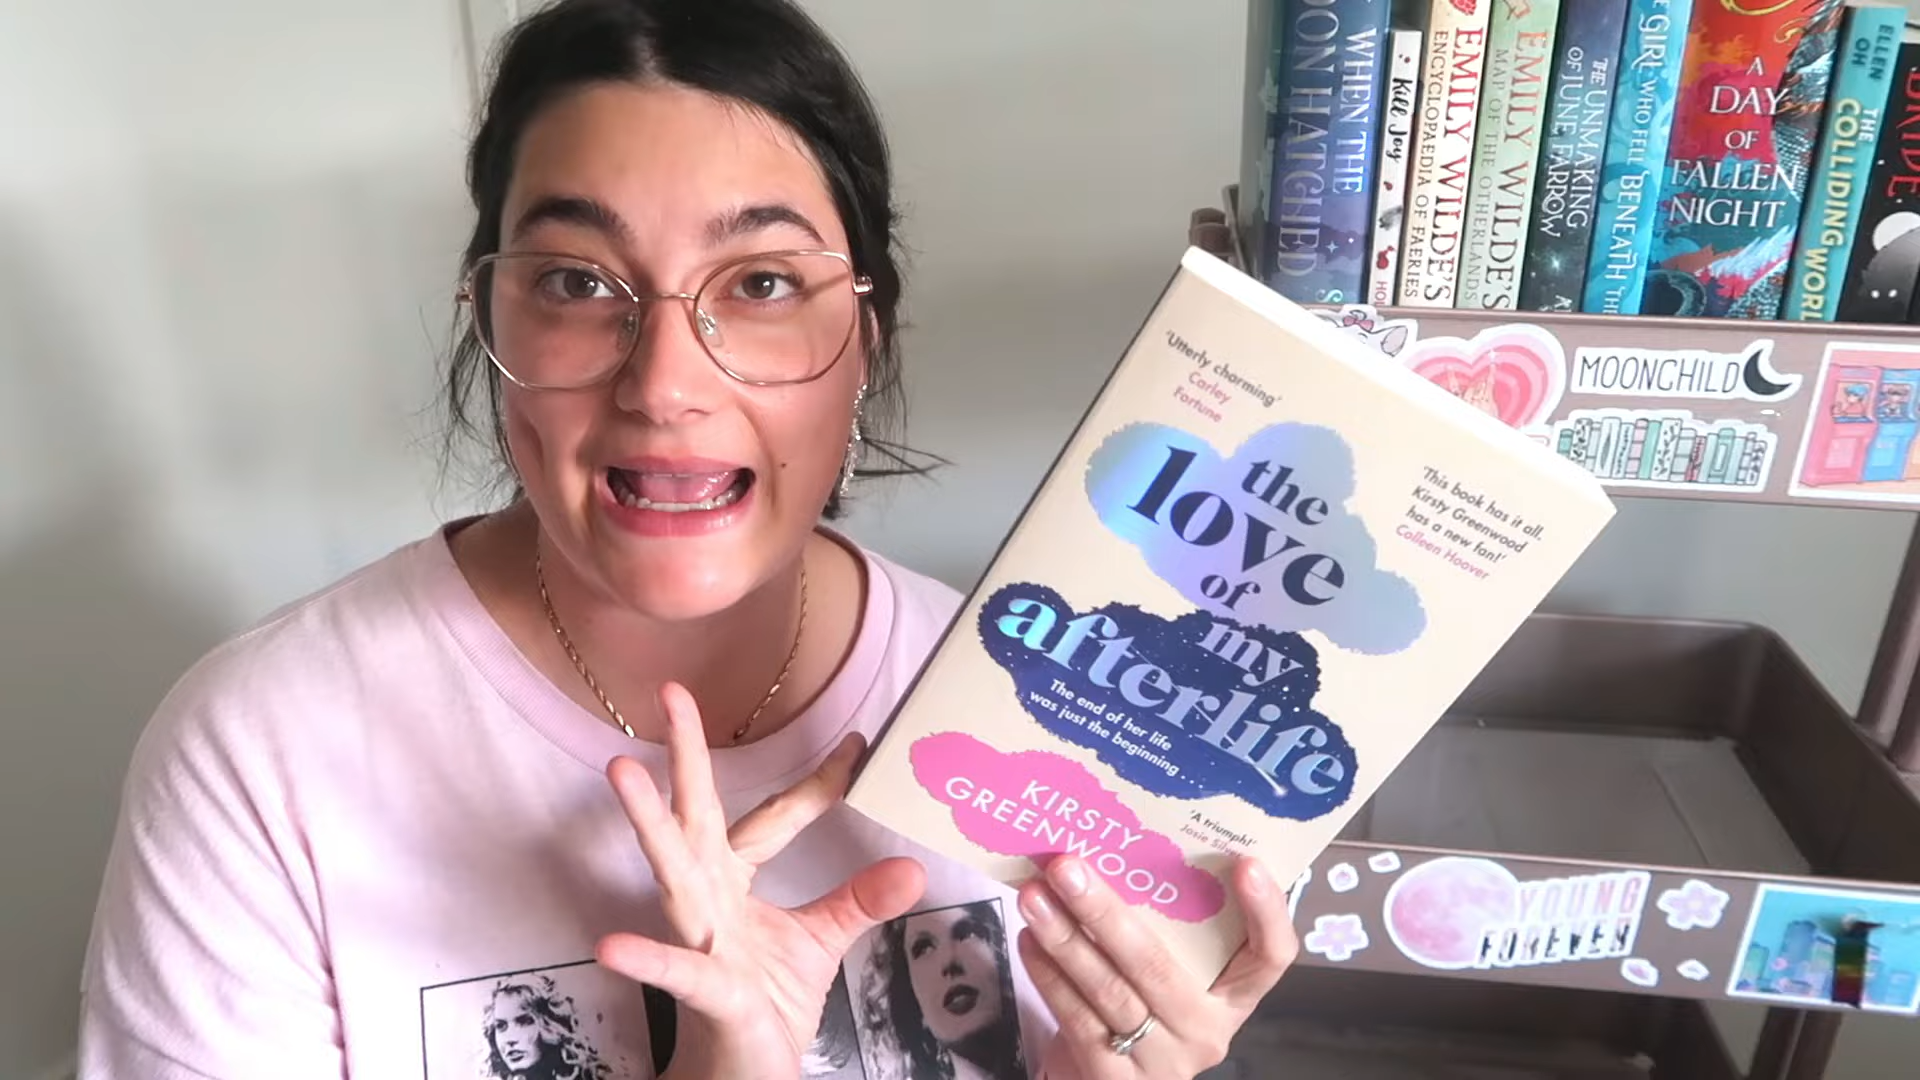 WHEN THE
MOON HATCHED
Kill Joy
EMILY WILDE'S
ENCYCLOPAEDIA OF FAERIES
EMILY WILDE'S
MAP OF THE OTHERLANDS
THE UNMAKING
OF JUNE FARROW
GIRL WHO FELL BENEATH
A
DAY
OF
FALLEN
NIGHT
ELLEN
OH
THE
COLLIDING
BRIDE
MOONCHILD
'Utterly charming'
Carley
Fortune
the
love
of
my
afterlife
'This book has it all.
Kirsty Greenwood
has a new fan!'
Colleen Hoover
The end of her life
was just the beginning...
KIRSTY
GREENWOOD
'A triumph!'
Josie Silver
YOUNG
FOREVER